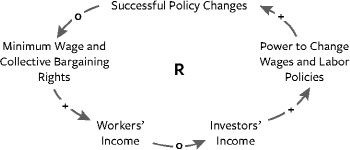 Successful Policy Changes
o
+
Minimum Wage and
Collective Bargaining
Rights
R
Power to Change
Wages and Labor
Policies
+
+
Workers'
Income
o
Investors'
Income